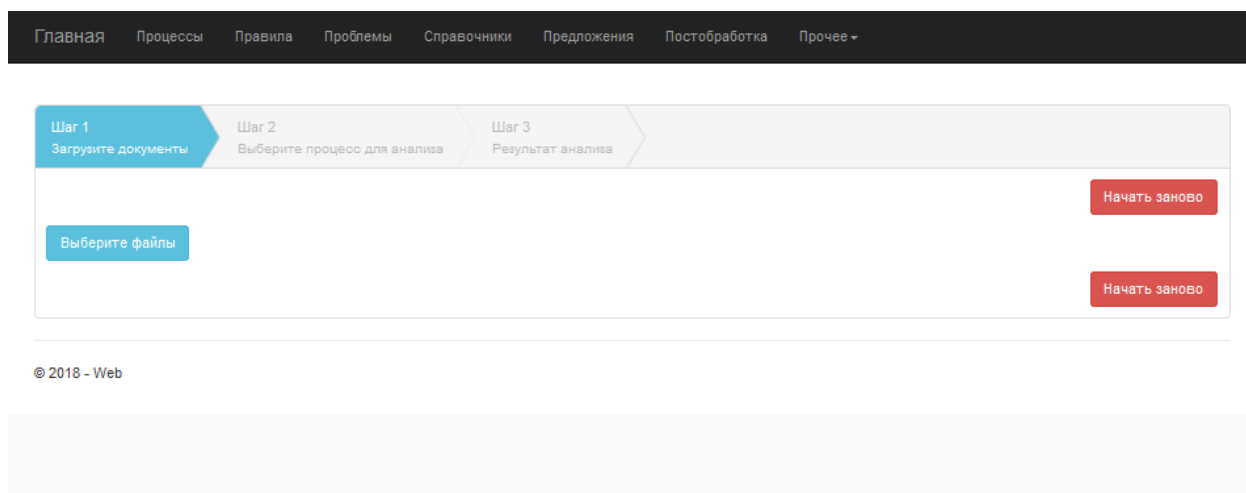 Главная Процессы Правила Проблемы Справочники Предложения Постобработка Прочее
Шаг 1 Шаг 2 Шаг 3
Загрузите документы Выберите процесс для анализа Результат анализа
Начать заново
Выберите файлы
Начать заново
© 2018 - Web